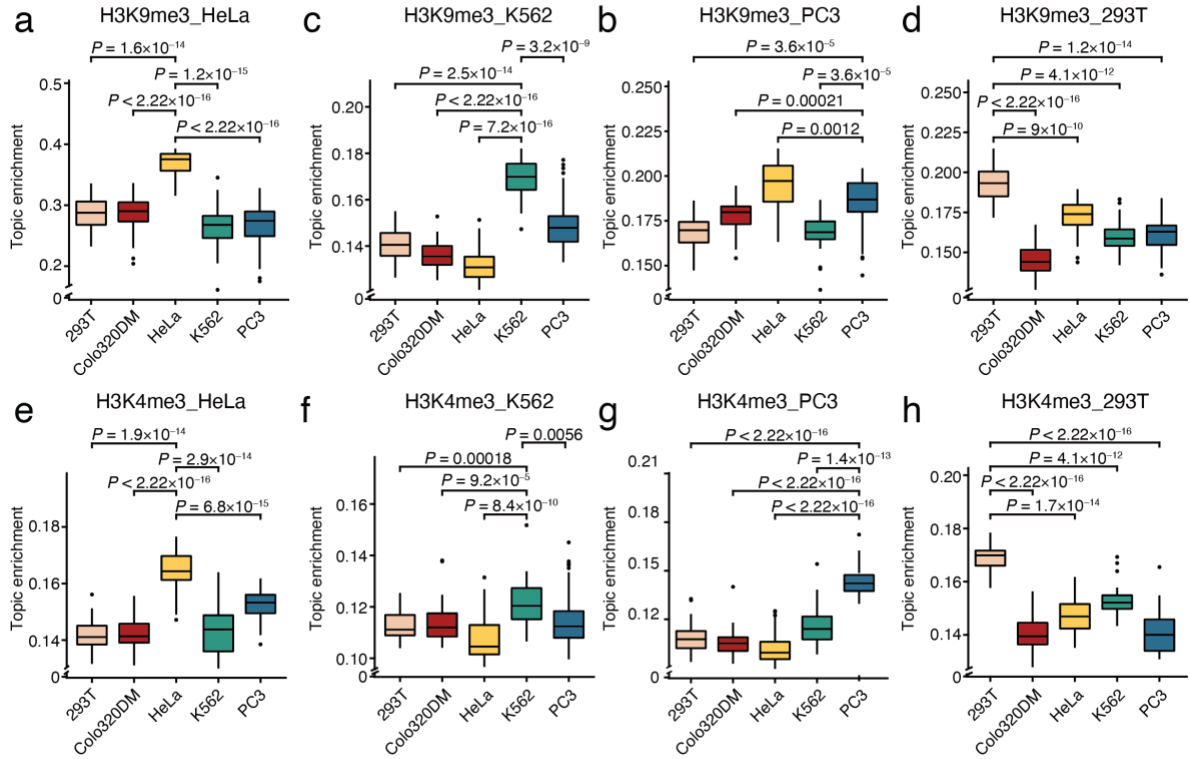 a
H3K9me3_HeLa
P = 1.6×10−14
P = 1.2×10−15
P < 2.22×10−16
P < 2.22×10−16
Topic enrichment
0.5
0.4
0.3
0.2
0
293T
Colo320DM
HeLa
K562
PC3
c
H3K9me3_K562
P = 3.2×10−9
P = 2.5×10−14
P < 2.22×10−16
P = 7.2×10−16
Topic enrichment
0.20
0.17
0.14
0
293T
Colo320DM
HeLa
K562
PC3
b
H3K9me3_PC3
P = 3.6×10−5
P = 3.6×10−5
P = 0.00021
P = 0.0012
Topic enrichment
0.250
0.200
0.175
0.150
0
293T
Colo320DM
HeLa
K562
PC3
d
H3K9me3_293T
P = 1.2×10−14
P = 4.1×10−12
P < 2.22×10−16
P = 9×10−10
Topic enrichment
0.250
0.200
0.175
0.150
0
293T
Colo320DM
HeLa
K562
PC3
e
H3K4me3_HeLa
P = 1.9×10−14
P = 2.9×10−14
P < 2.22×10−16
P = 6.8×10−15
Topic enrichment
0.18
0.16
0.14
0
293T
Colo320DM
HeLa
K562
PC3
f
H3K4me3_K562
P = 0.0056
P = 0.00018
P = 9.2×10−5
P = 8.4×10−10
Topic enrichment
0.16
0.14
0.12
0.10
0
293T
Colo320DM
HeLa
K562
PC3
g
H3K4me3_PC3
P < 2.22×10−16
P = 1.4×10−13
P < 2.22×10−16
P < 2.22×10−16
Topic enrichment
0.21
0.18
0.15
0.12
0
293T
Colo320DM
HeLa
K562
PC3
h
H3K4me3_293T
P < 2.22×10−16
P = 4.1×10−12
P < 2.22×10−16
P = 1.7×10−14
Topic enrichment
0.20
0.18
0.16
0.14
0
293T
Colo320DM
HeLa
K562
PC3